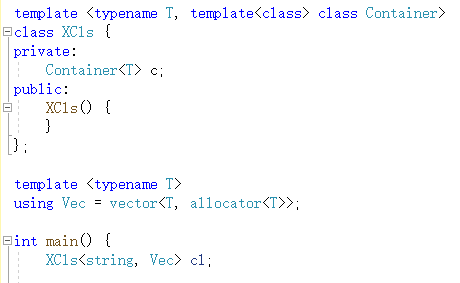 template <typename T, template<class> class Container>
class XCls {
private:
Container<T> c;
public:
XCls() {
}
};
template <typename T>
using Vec = vector<T, allocator<T>>;
int main() {
XCls<string, Vec> c1;